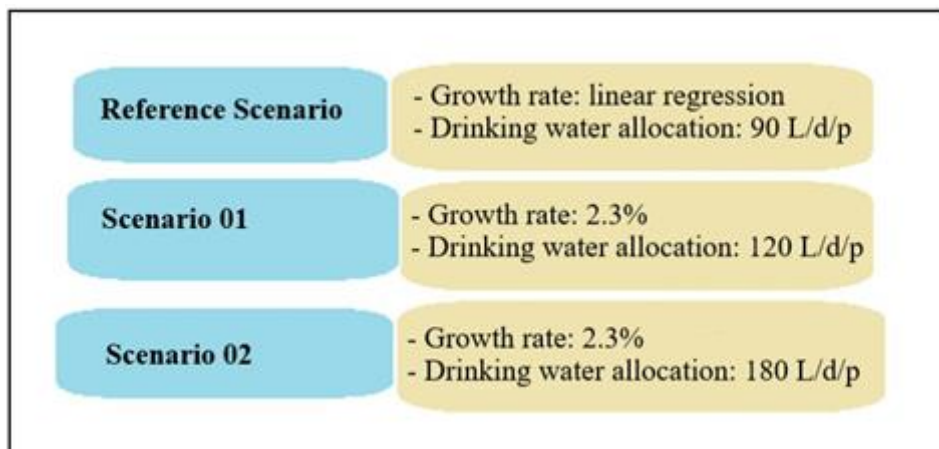 Reference Scenario
- Growth rate: linear regression
- Drinking water allocation: 90 L/d/p
Scenario 01
- Growth rate: 2.3%
- Drinking water allocation: 120 L/d/p
Scenario 02
- Growth rate: 2.3%
- Drinking water allocation: 180 L/d/p